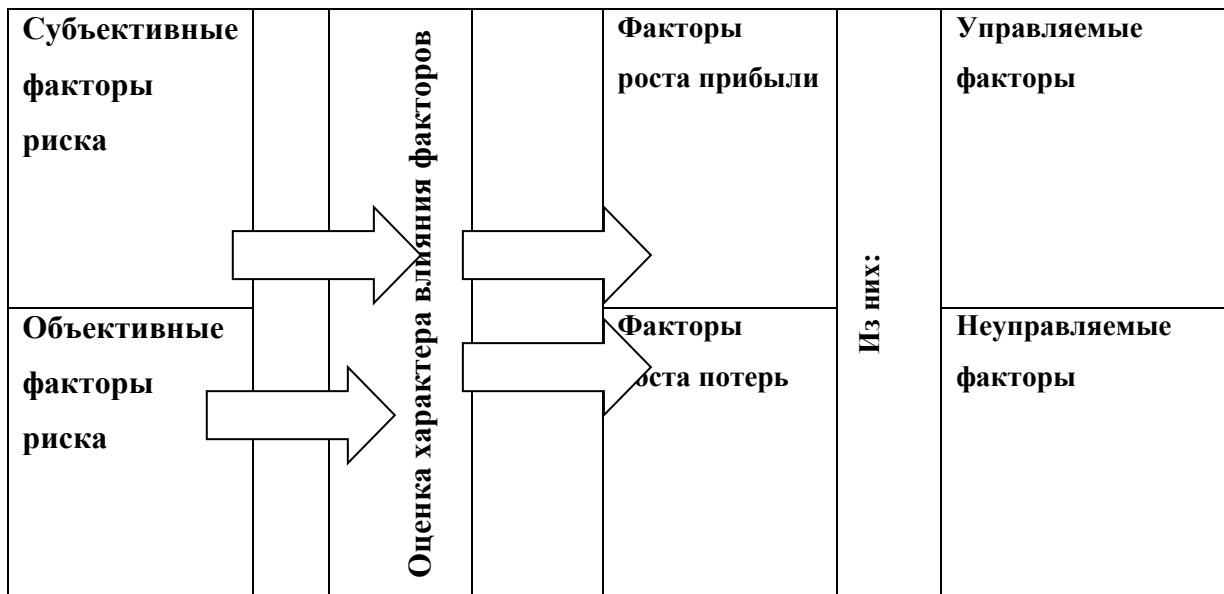 Субъективные
факторы
риска
Объективные
факторы
риска
Оценка характера влияния факторов
Факторы
роста прибыли
Факторы
оста потерь
Из них:
Управляемые
факторы
Неуправляемые
факторы